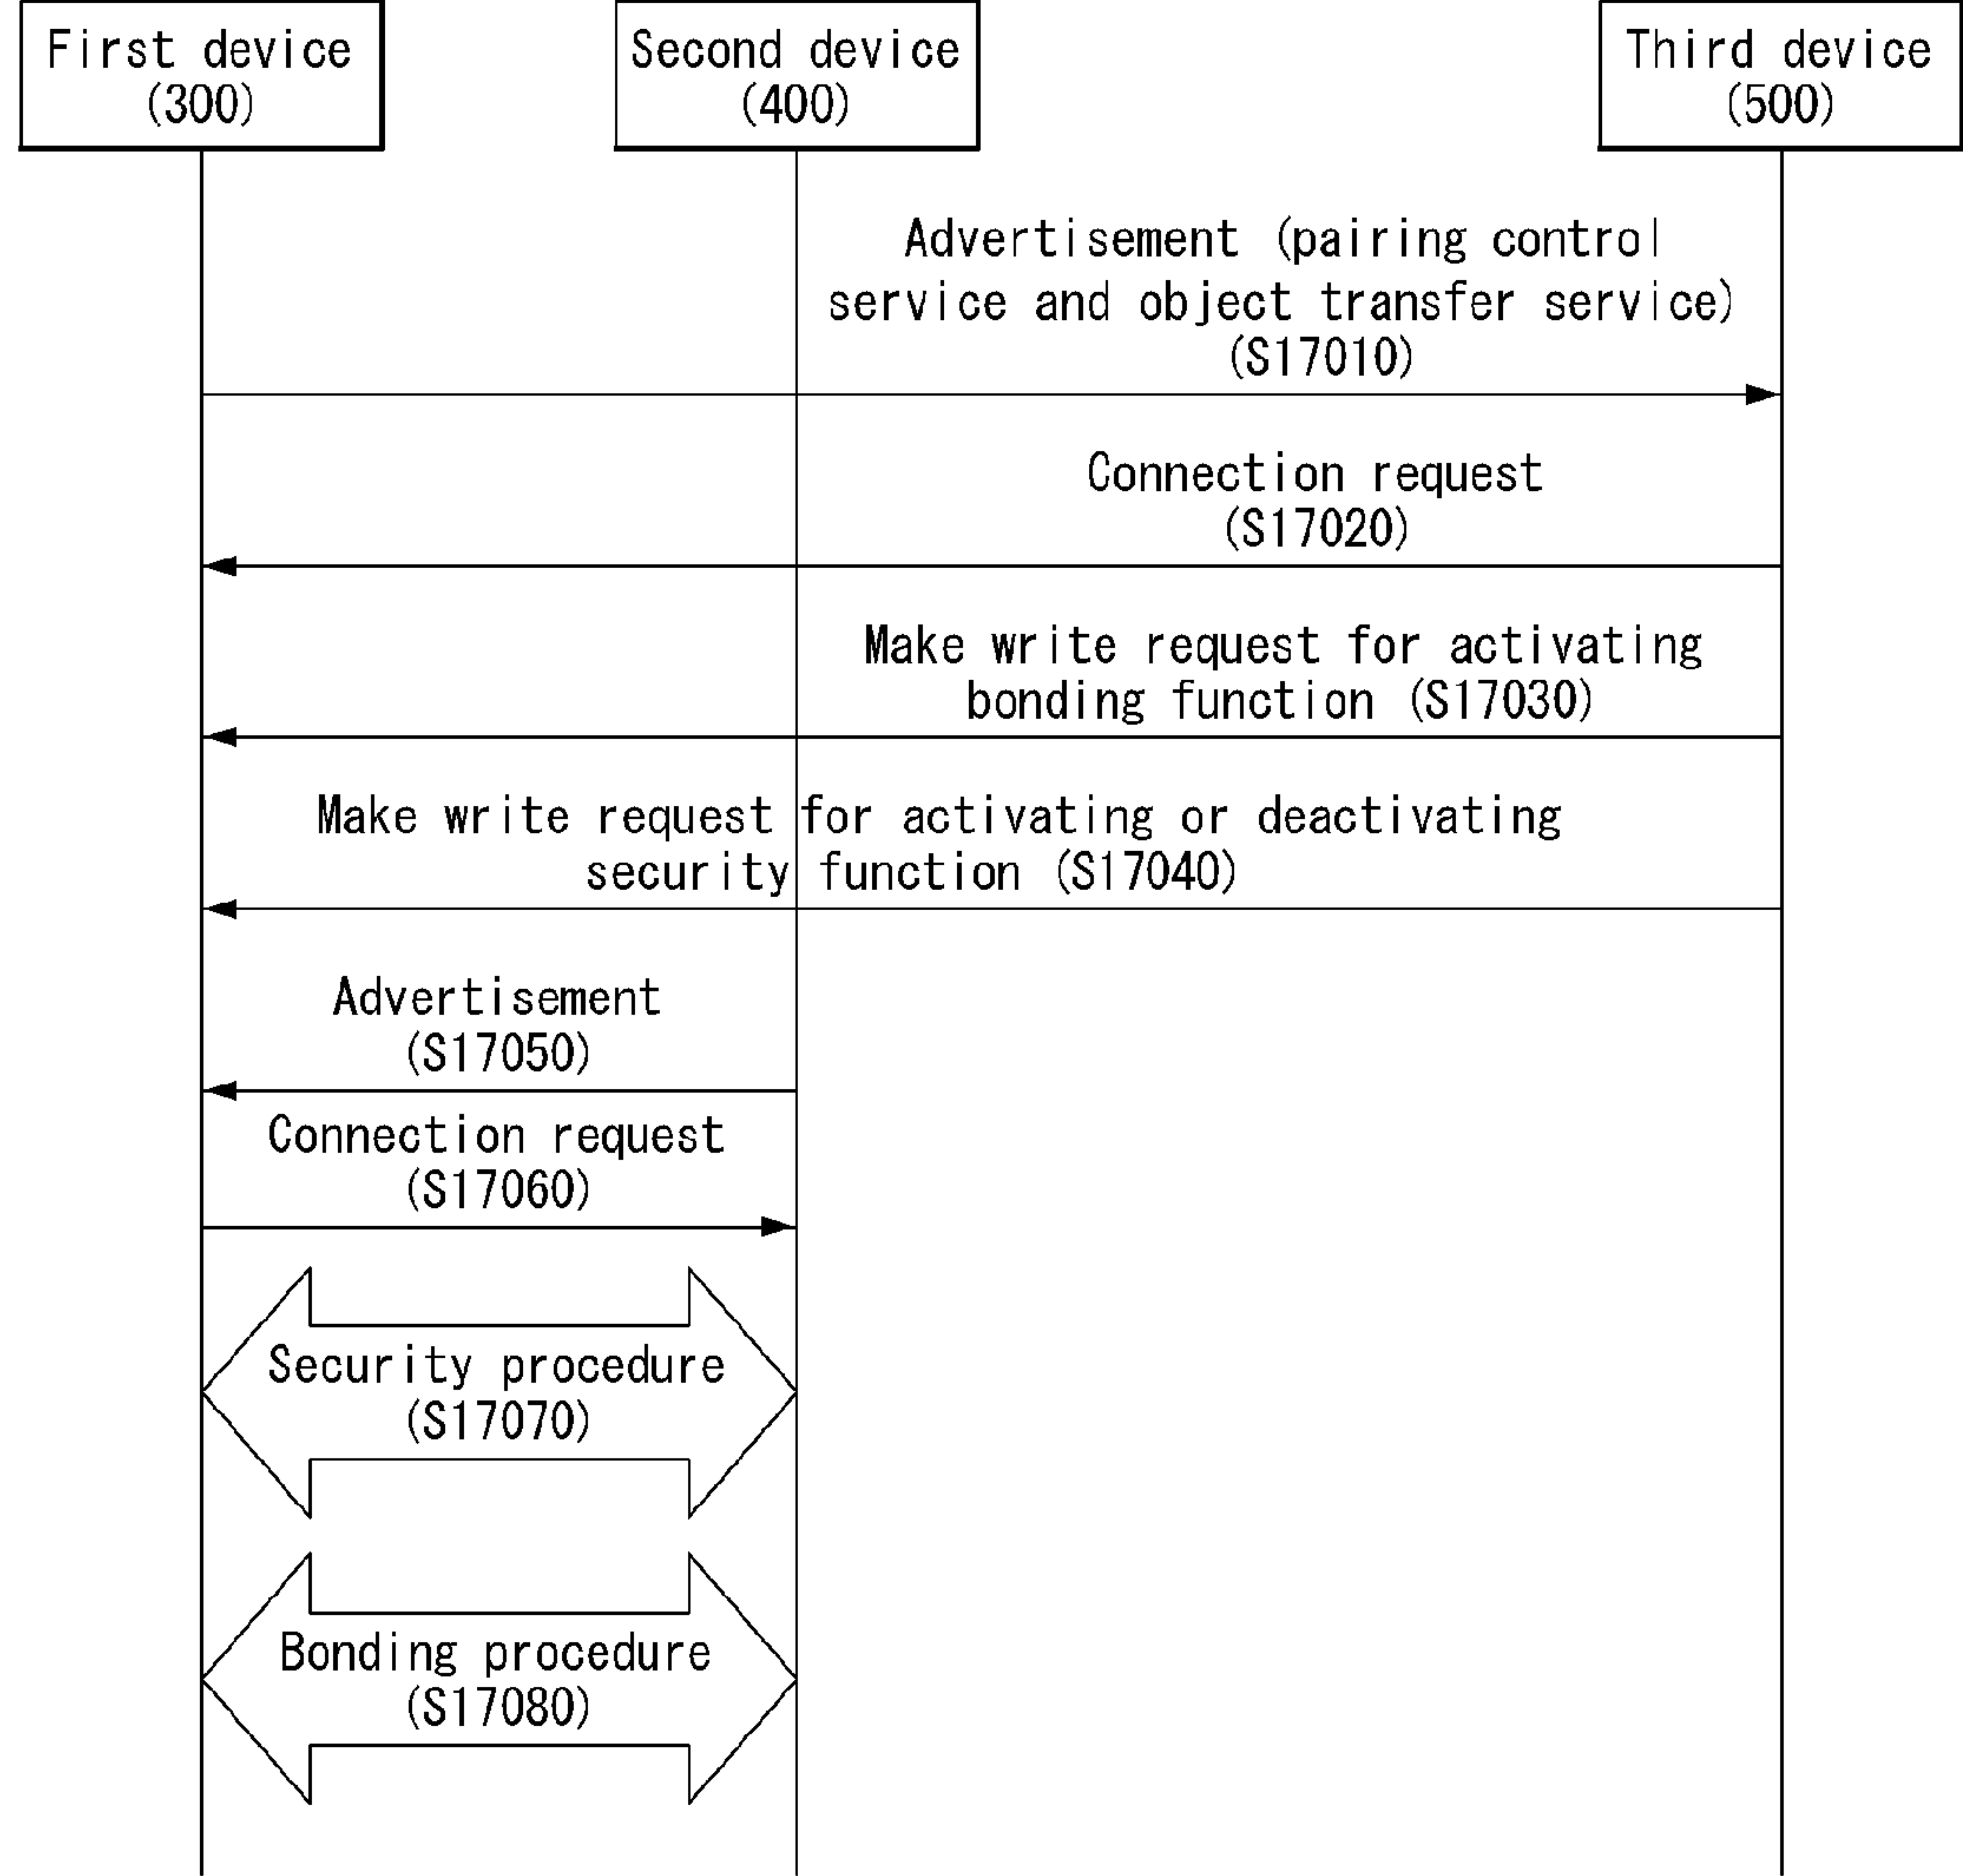 First device
(300)
Second device
(400)
Third device
(500)
Advertisement (pairing control
service and object transfer service)
(S17010)
Connection request
(S17020)
Make write request for activating
bonding function (S17030)
Make write request for activating or deactivating
security function (S17040)
Advertisement
(S17050)
Connection request
(S17060)
Security procedure
(S17070)
Bonding procedure
(S17080)